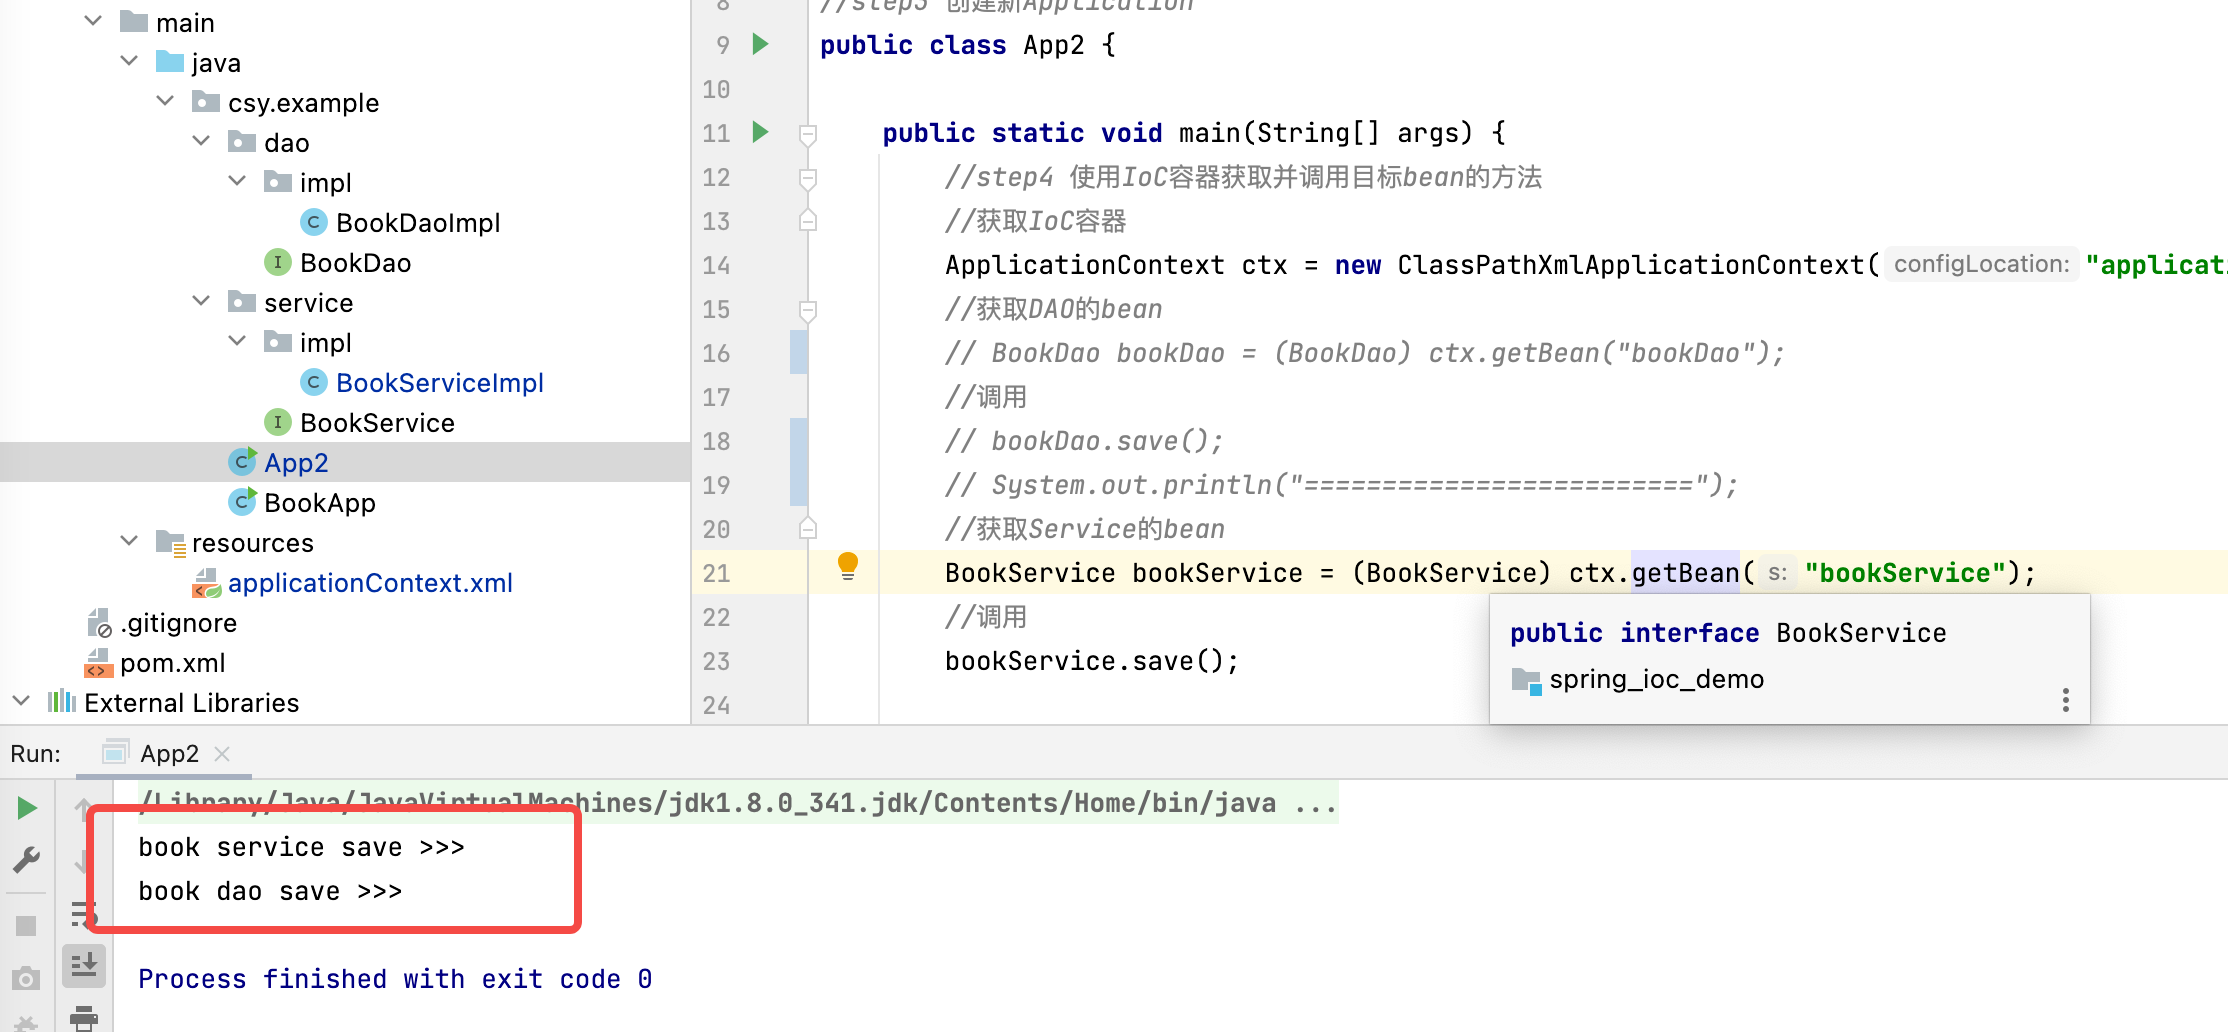 main
java
csy.example
dao
impl
BookDaoImpl
BookDao
service
impl
BookServiceImpl
BookService
App2
BookApp
resources
applicationContext.xml
.gitignore
pom.xml
External Libraries
8 //step3 创建新Application
9 public class App2 {
10
11 public static void main(String[] args) {
12 //step4 使用IoC容器获取并调用目标bean的方法
13 //获取IoC容器
14 ApplicationContext ctx = new ClassPathXmlApplicationContext( configLocation: "applicati
15 //获取DAO的bean
16 // BookDao bookDao = (BookDao) ctx.getBean("bookDao");
17 //调用
18 // bookDao.save();
19 // System.out.println("=========================");
20 //获取Service的bean
21 BookService bookService = (BookService) ctx.getBean( s: "bookService");
22 //调用
23 bookService.save();
24
public interface BookService
spring_ioc_demo
Run: App2
/Library/Java/JavaVirtualMachines/jdk1.8.0_341.jdk/Contents/Home/bin/java ...
book service save >>>
book dao save >>>
Process finished with exit code 0